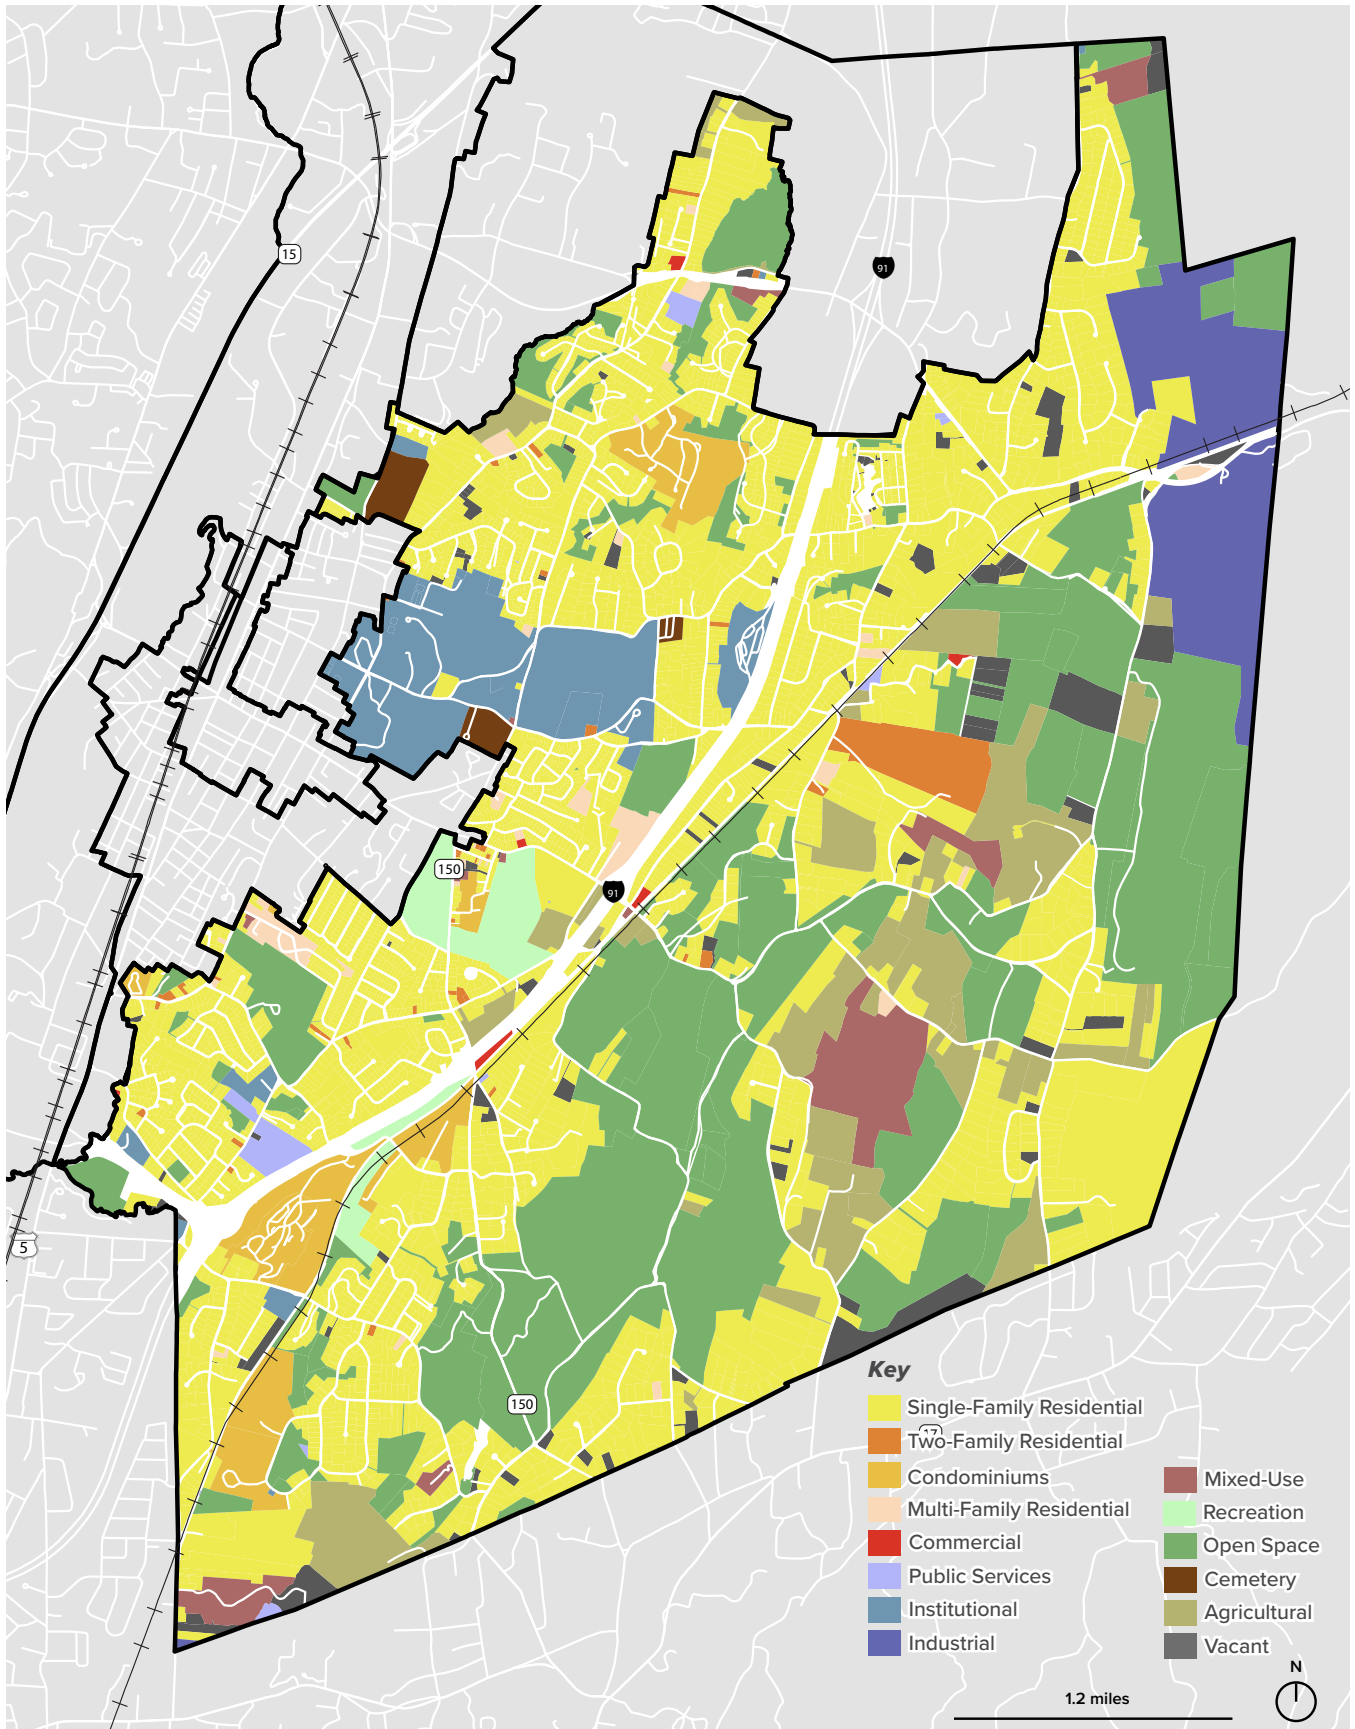 91
15
150
91
5
150
Key
Single-Family Residential
17
Two-Family Residential
Condominiums
Multi-Family Residential
Commercial
Public Services
Institutional
Industrial
Mixed-Use
Recreation
Open Space
Cemetery
Agricultural
Vacant
N
1.2 miles